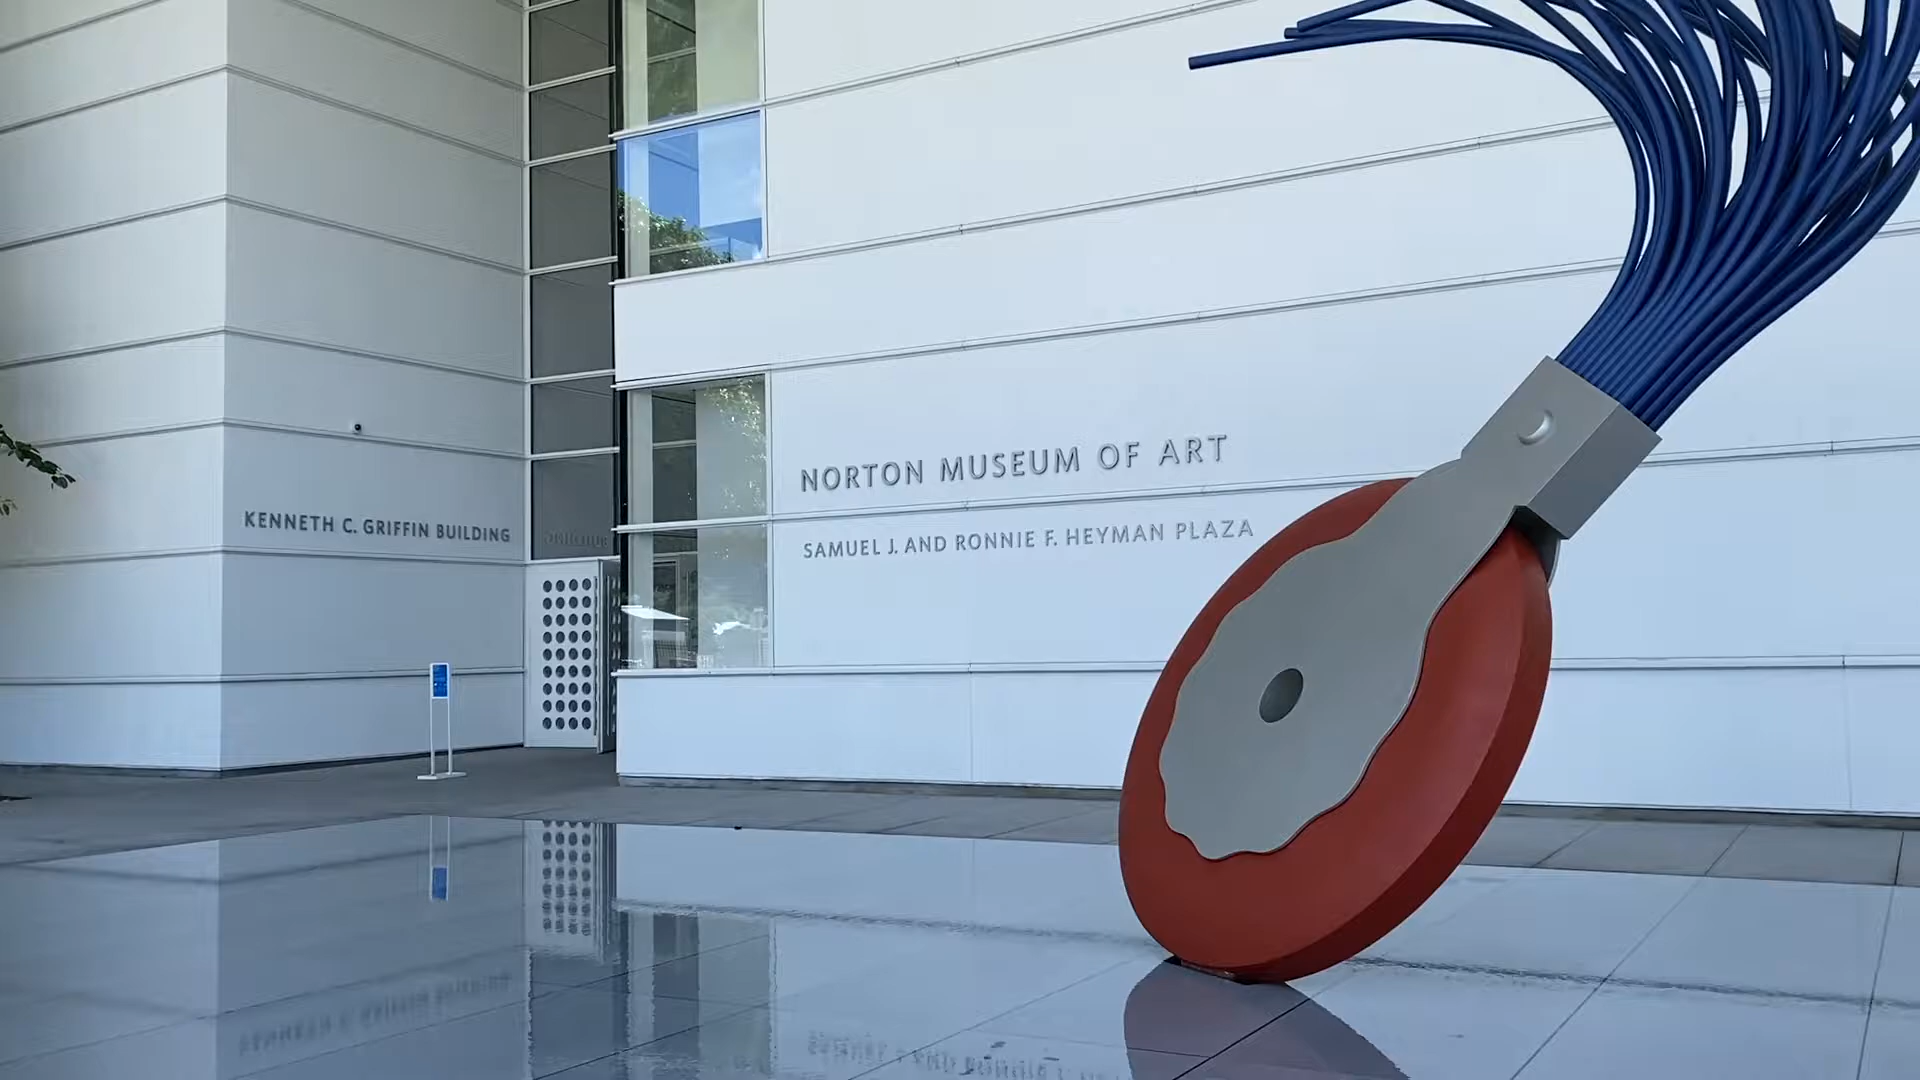 KENNETH C. GRIFFIN BUILDING
NORTON MUSEUM OF ART
SAMUEL J. AND RONNIE F. HEYMAN PLAZA